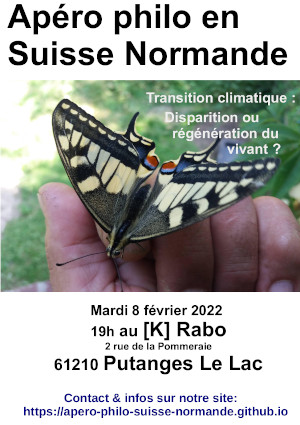 Apéro philo en
Suisse Normande
Transition climatique :
Disparition ou
régénération du
vivant ?
Mardi 8 février 2022
19h au [K] Rabo
2 rue de la Pommeraie
61210 Putanges Le Lac
Contact & infos sur notre site:
https://apero-philo-suisse-normande.github.io